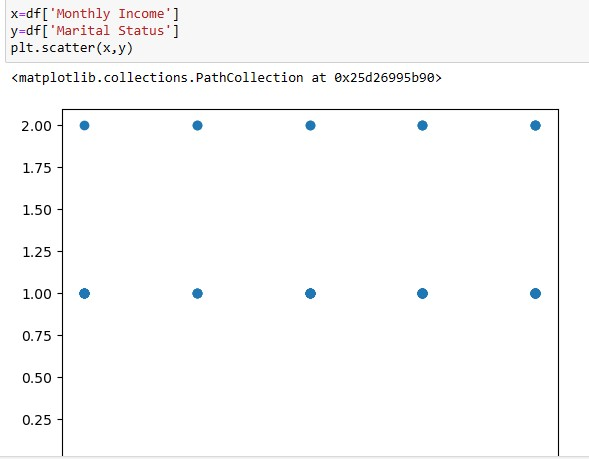 x=df['Monthly Income']
y=df['Marital Status']
plt.scatter(x,y)
<matplotlib.collections.PathCollection at 0x25d26995b90>
2.00
1.75
1.50
1.25
1.00
0.75
0.50
0.25